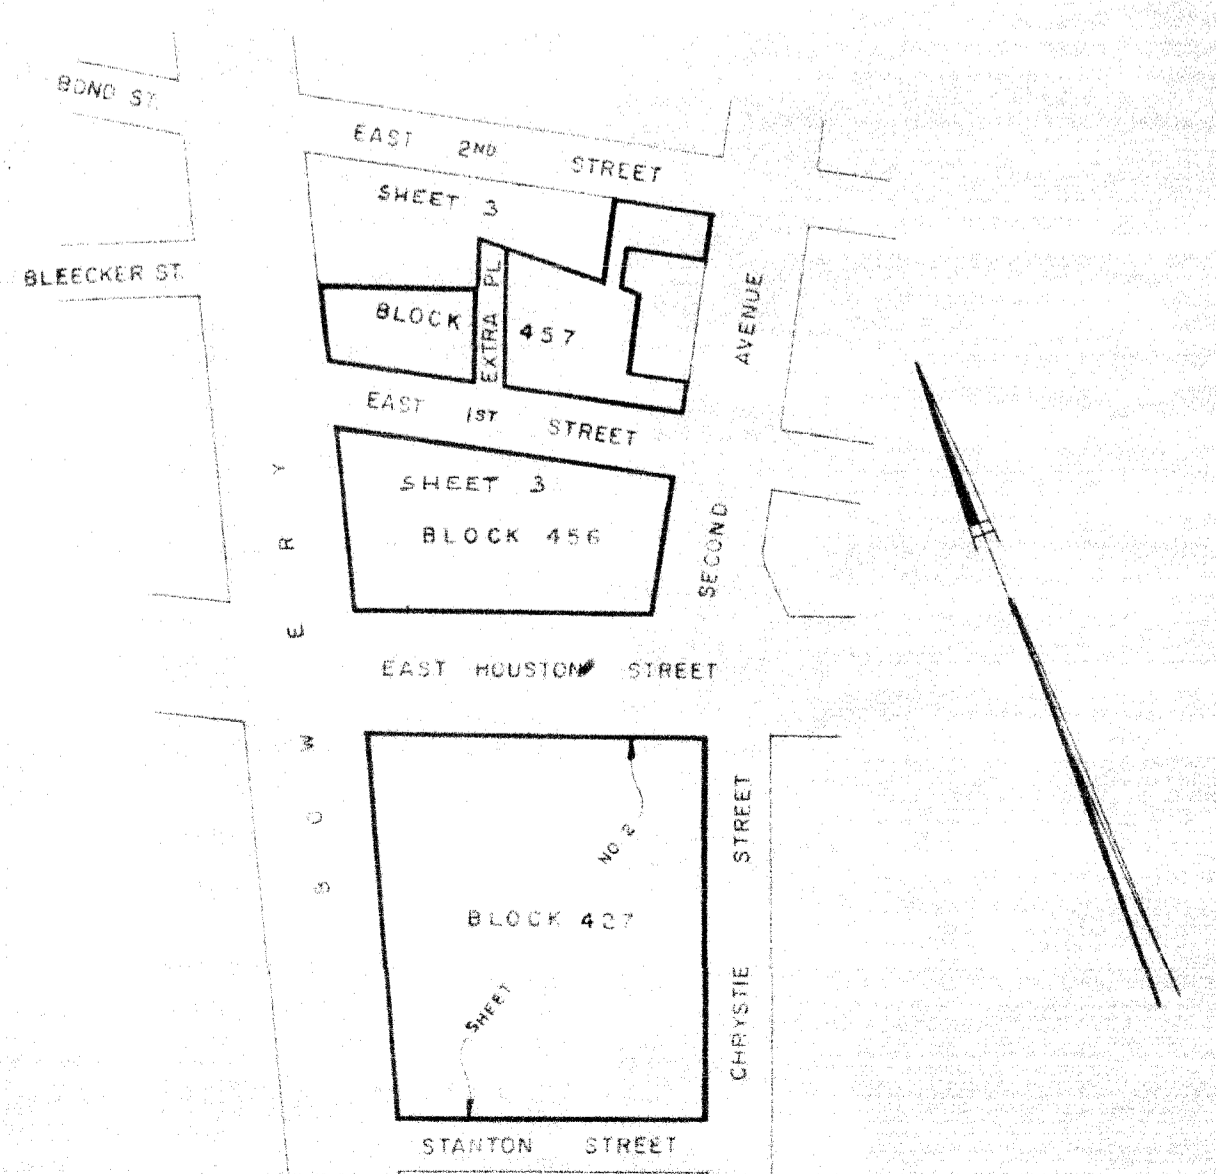 BOND ST.
EAST 2ND STREET
SHEET 3
BLEECKER ST.
BLOCK 457
EXTRA PL.
EAST 1ST STREET
SECOND AVENUE
SHEET 3
BLOCK 456
EAST HOUSTON STREET
BOWERY
NO. 2
BLOCK 427
SHEET
CHRYSTIE STREET
STANTON STREET